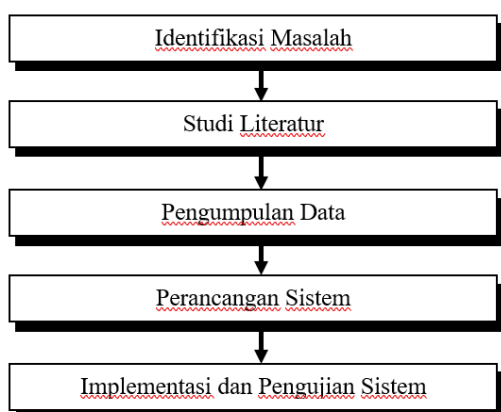 Identifikasi Masalah
Studi Literatur
Pengumpulan Data
Perancangan Sistem
Implementasi dan Pengujian Sistem